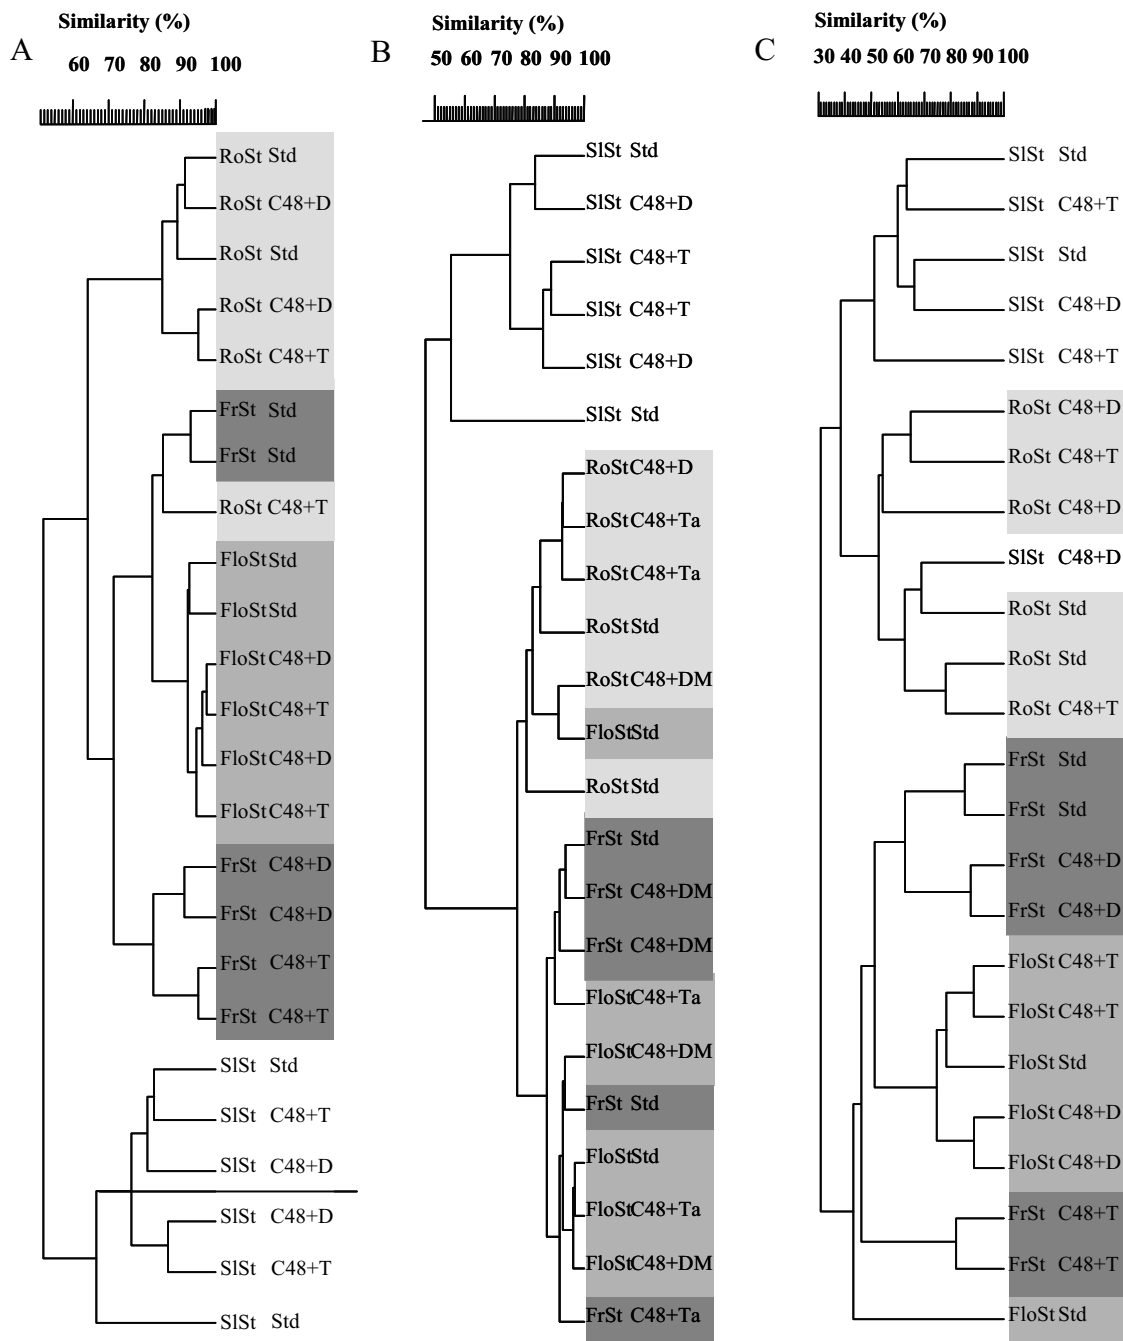 Similarity (%)
A
60 70 80 90 100
RoSt Std
RoSt C48+D
RoSt Std
RoSt C48+D
RoSt C48+T
FrSt Std
FrSt Std
RoSt C48+T
FloSt Std
FloSt Std
FloSt C48+D
FloSt C48+T
FloSt C48+D
FloSt C48+T
FrSt C48+D
FrSt C48+D
FrSt C48+T
FrSt C48+T
SlSt Std
SlSt C48+T
SlSt C48+D
SlSt C48+D
SlSt C48+T
SlSt Std
Similarity (%)
B
50 60 70 80 90 100
SlSt Std
SlSt C48+D
SlSt C48+T
SlSt C48+T
SlSt C48+D
SlSt Std
RoSt C48+D
RoSt C48+Ta
RoSt C48+Ta
RoSt Std
RoSt C48+DM
FloSt Std
RoSt Std
FrSt Std
FrSt C48+DM
FrSt C48+DM
FloSt C48+Ta
FloSt C48+DM
FrSt Std
FloSt Std
FloSt C48+Ta
FloSt C48+DM
FrSt C48+Ta
Similarity (%)
C
30 40 50 60 70 80 90 100
SlSt Std
SlSt C48+T
SlSt Std
SlSt C48+D
SlSt C48+T
RoSt C48+D
RoSt C48+T
RoSt C48+D
SlSt C48+D
RoSt Std
RoSt Std
RoSt C48+T
FrSt Std
FrSt Std
FrSt C48+D
FrSt C48+D
FloSt C48+T
FloSt C48+T
FloSt Std
FloSt C48+D
FloSt C48+D
FrSt C48+T
FrSt C48+T
FloSt Std